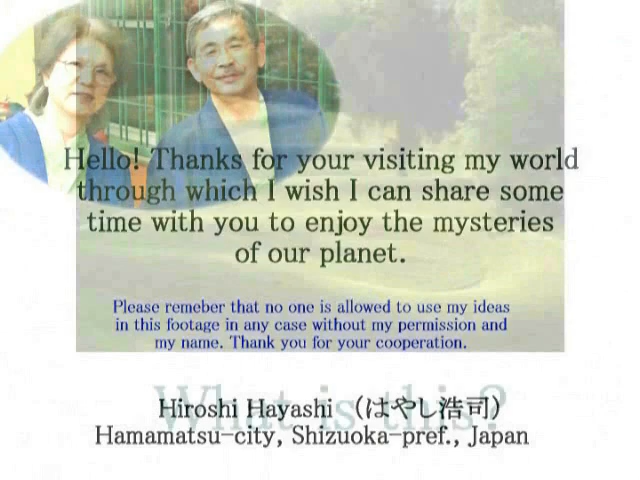 Hello! Thanks for your visiting my world
through which I wish I can share some
time with you to enjoy the mysteries
of our planet.
Please remeber that no one is allowed to use my ideas
in this footage in any case without my permission and
my name. Thank you for your cooperation.
What is this?
Hiroshi Hayashi （はやし浩司）
Hamamatsu-city, Shizuoka-pref., Japan